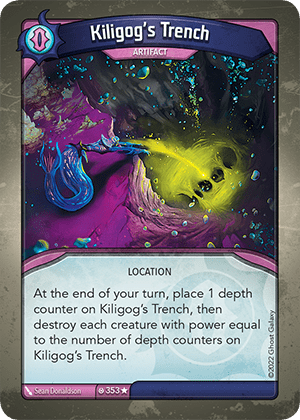 Kiligog's Trench
ARTIFACT
LOCATION
At the end of your turn, place 1 depth
counter on Kiligog's Trench, then
destroy each creature with power equal
to the number of depth counters on
Kiligog's Trench.
©2022 Ghost Galaxy
Sean Donaldson
353★